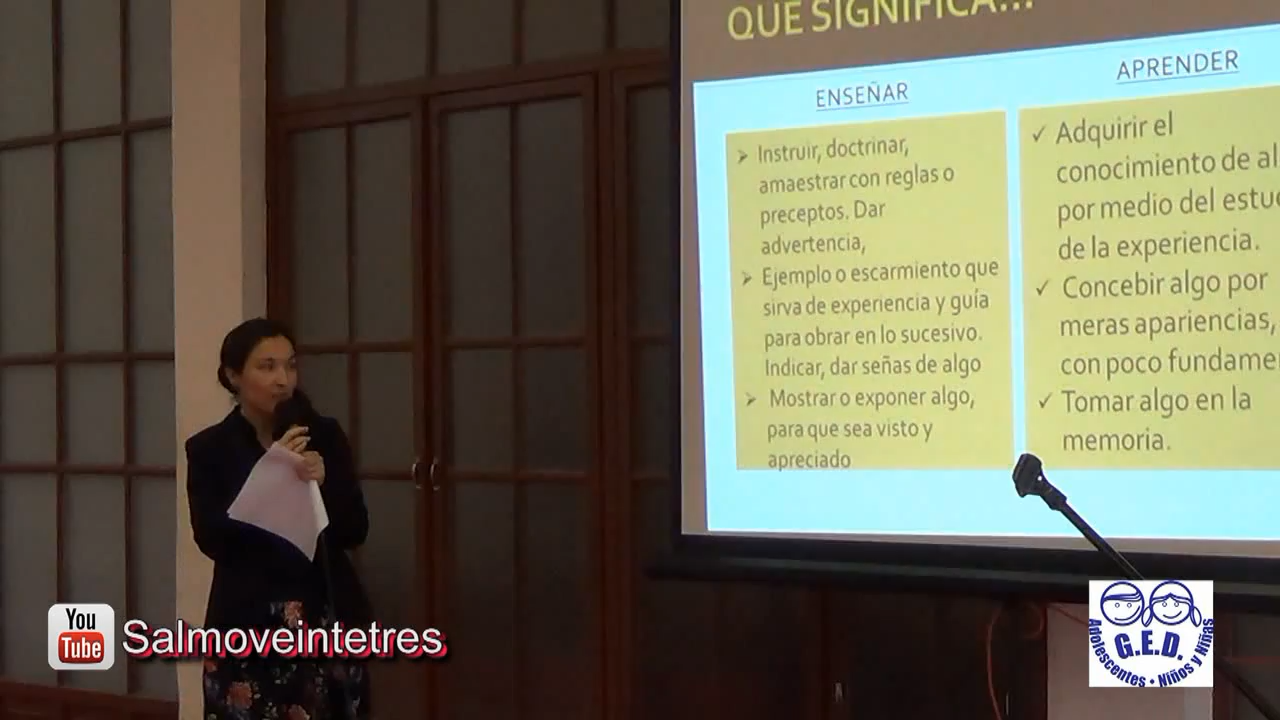 QUE SIGNIFICA...
ENSEÑAR
Instruir, doctrinar,
amaestrar con reglas o
preceptos. Dar
advertencia,
Ejemplo o escarmiento que
sirva de experiencia y guía
para obrar en lo sucesivo.
Indicar, dar señas de algo
Mostrar o exponer algo,
para que sea visto y
apreciado
APRENDER
Adquirir el
conocimiento de
por medio del
de la experiencia.
Concebir algo por
meras apariencias,
con poco
Tomar algo en la
memoria.
You
Tube
Salmoveintetres
G.E.D.
Adolescentes • Niños y Niñas